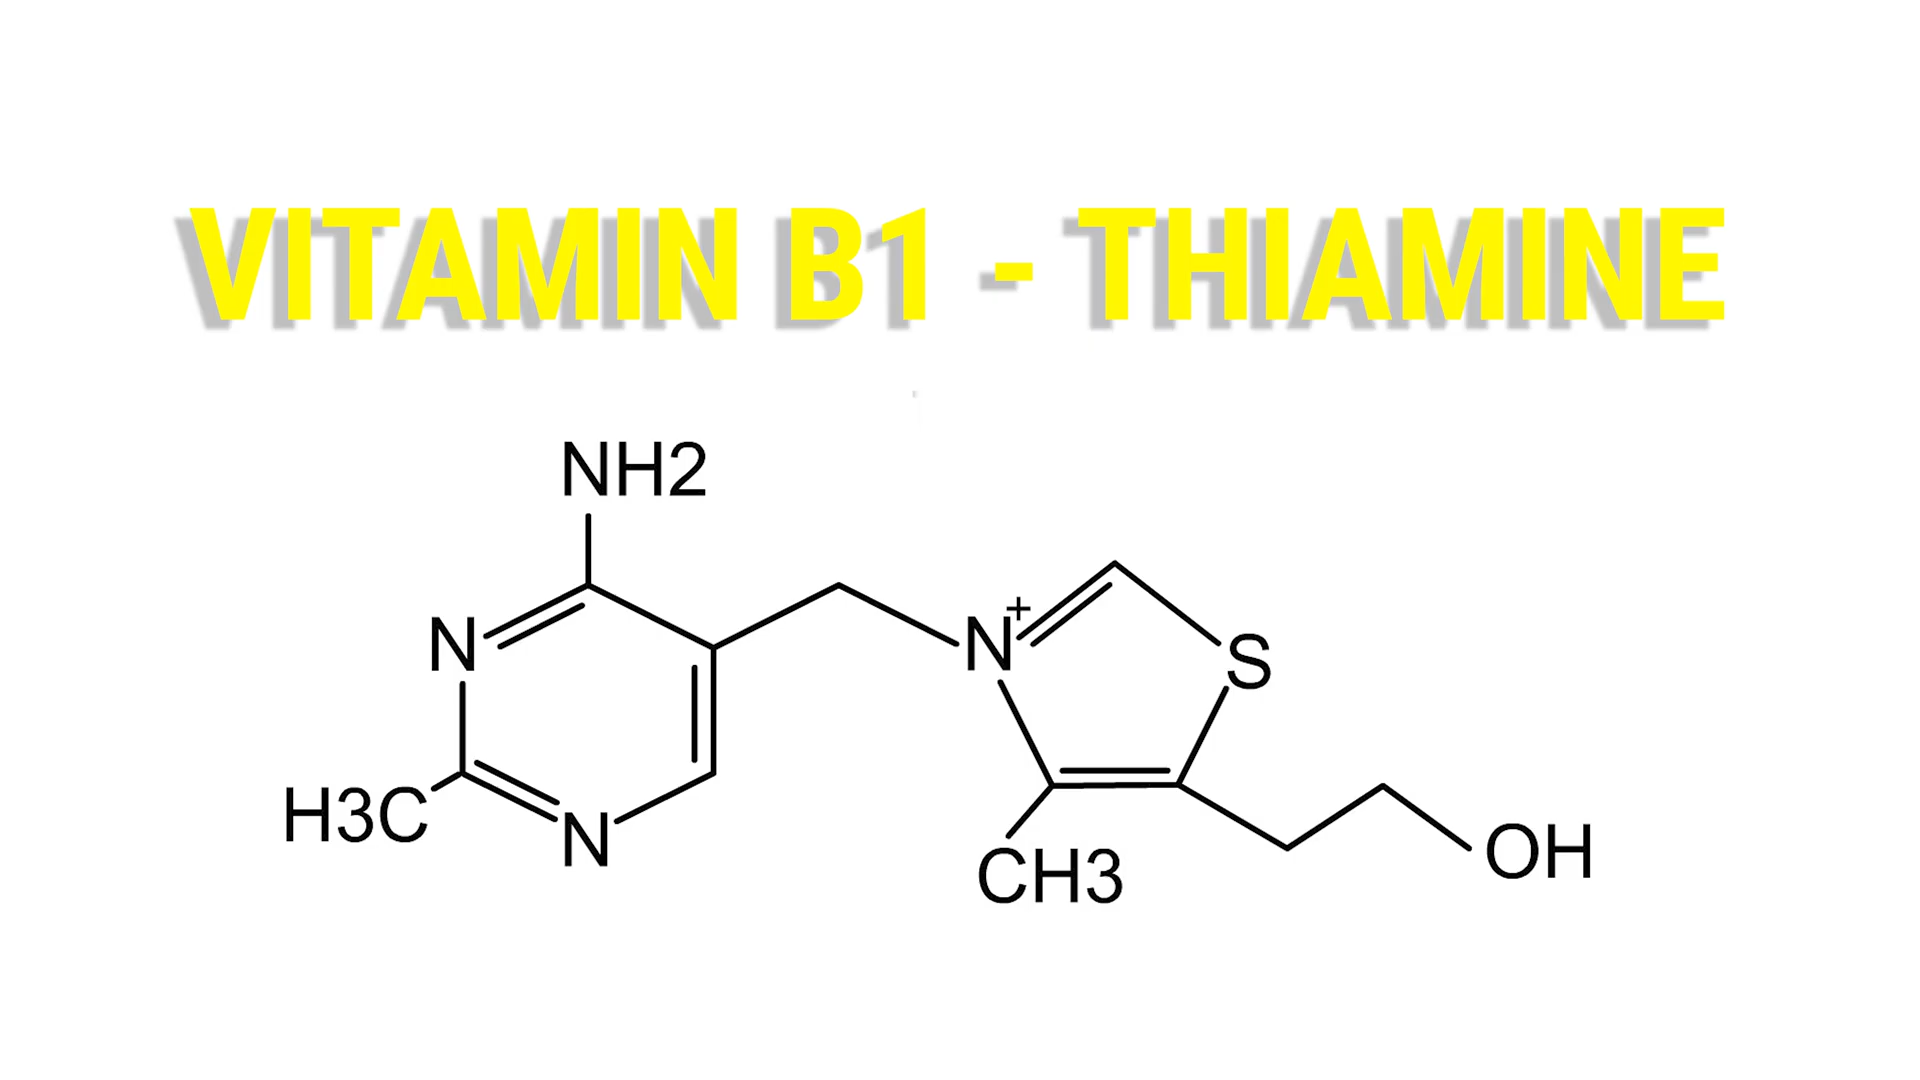 VITAMIN B1 - THIAMINE
NH2
N
N
+
S
H3C
N
CH3
OH